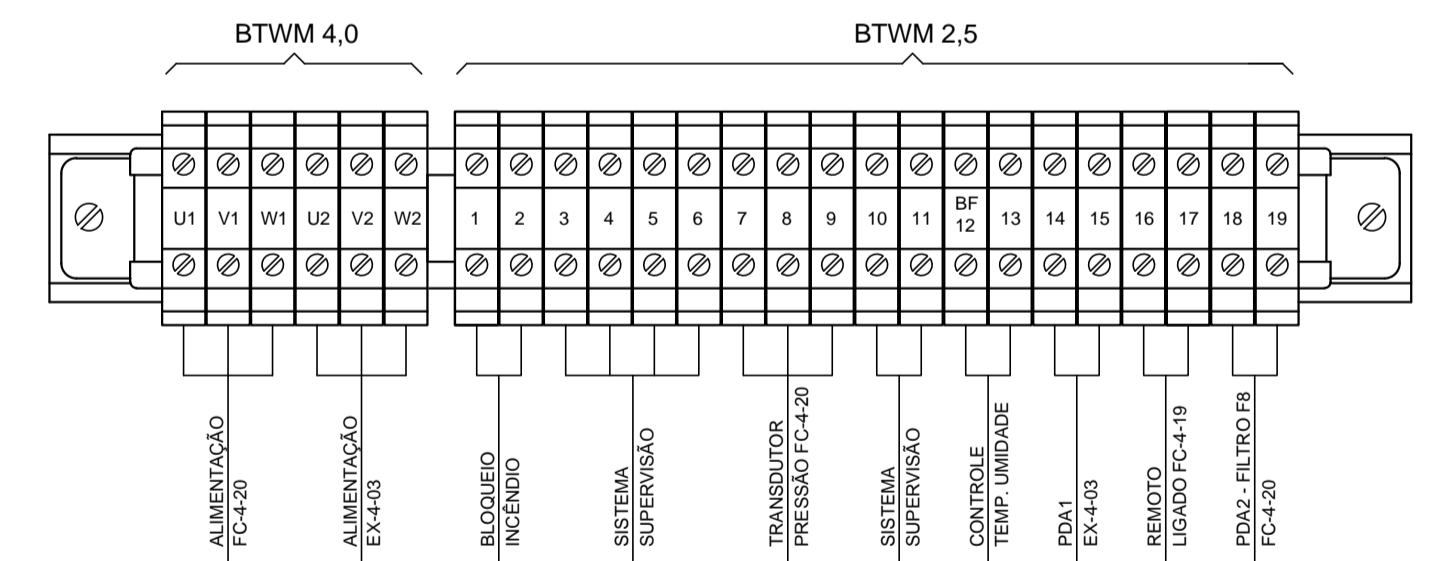 BTWM 4,0
BTWM 2,5
U1 V1 W1 U2 V2 W2 1 2 3 4 5 6 7 8 9 10 11 BF 12 13 14 15 16 17 18 19
ALIMENTAÇÃO
FC-4-20
ALIMENTAÇÃO
EX-4-03
BLOQUEIO
INCÊNDIO
SISTEMA
SUPERVISÃO
TRANSDUTOR
PRESSÃO FC-4-20
SISTEMA
SUPERVISÃO
CONTROLE
TEMP. UMIDADE
PDA1
EX-4-03
REMOTO
LIGADO FC-4-19
PDA2 - FILTRO F8
FC-4-20